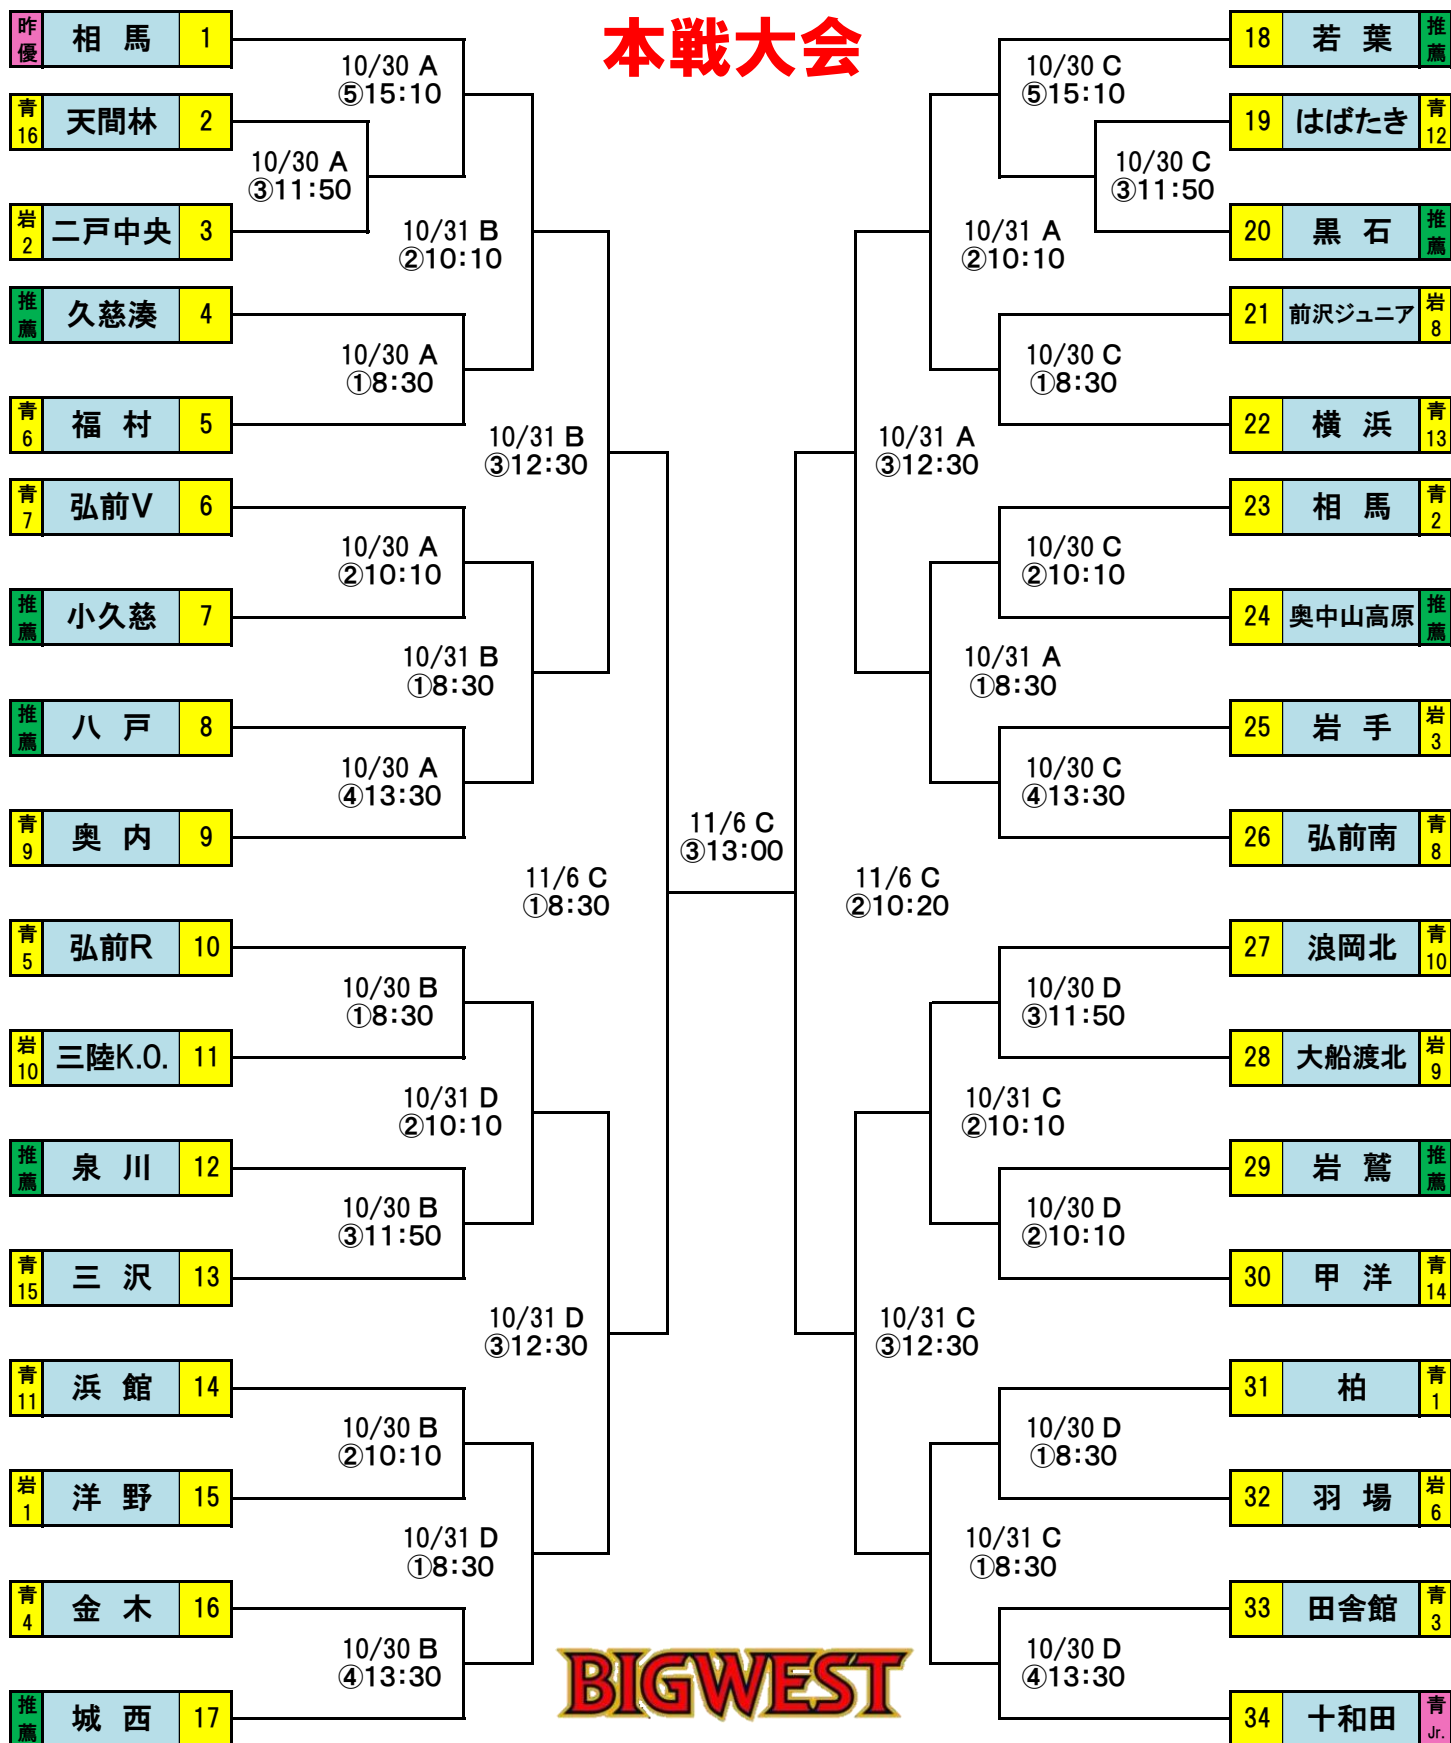 本戦大会
昨優 相馬 1
10/30 A
⑤15:10
青16 天間林 2
10/30 A
③11:50
岩2 二戸中央 3
10/31 B
②10:10
推薦 久慈湊 4
10/30 A
①8:30
青6 福村 5
10/31 B
③12:30
青7 弘前V 6
10/30 A
②10:10
推薦 小久慈 7
10/31 B
①8:30
推薦 八戸 8
10/30 A
④13:30
青9 奥内 9
11/6 C
①8:30
青5 弘前R 10
10/30 B
①8:30
岩10 三陸K.O. 11
10/31 D
②10:10
推薦 泉川 12
10/30 B
③11:50
青15 三沢 13
10/31 D
③12:30
青11 浜館 14
10/30 B
②10:10
岩1 洋野 15
10/31 D
①8:30
青4 金木 16
10/30 B
④13:30
推薦 城西 17
11/6 C
③13:00
18 若葉 推薦
10/30 C
⑤15:10
19 はばたき 青12
10/30 C
③11:50
20 黒石 推薦
10/31 A
②10:10
21 前沢ジュニア 岩8
10/30 C
①8:30
22 横浜 青13
10/31 A
③12:30
23 相馬 青2
10/30 C
②10:10
24 奥中山高原 推薦
10/31 A
①8:30
25 岩手 岩3
10/30 C
④13:30
26 弘前南 青8
11/6 C
②10:20
27 浪岡北 青10
10/30 D
③11:50
28 大船渡北 岩9
10/31 C
②10:10
29 岩鷲 推薦
10/30 D
②10:10
30 甲洋 青14
10/31 C
③12:30
31 柏 青1
10/30 D
①8:30
32 羽場 岩6
10/31 C
①8:30
33 田舎館 青3
10/30 D
④13:30
34 十和田 青Jr.
BIGWEST